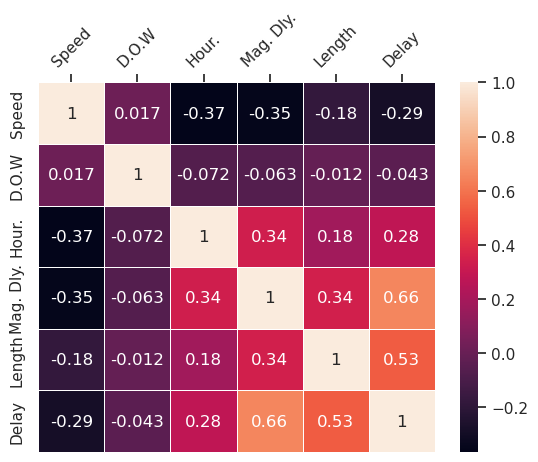 Speed D.O.W Hour. Mag. Dly. Length Delay
Speed 1 0.017 -0.37 -0.35 -0.18 -0.29
D.O.W 0.017 1 -0.072 -0.063 -0.012 -0.043
Hour. -0.37 -0.072 1 0.34 0.18 0.28
Mag. Dly. -0.35 -0.063 0.34 1 0.34 0.66
Length -0.18 -0.012 0.18 0.34 1 0.53
Delay -0.29 -0.043 0.28 0.66 0.53 1
1.0
0.8
0.6
0.4
0.2
0.0
−0.2